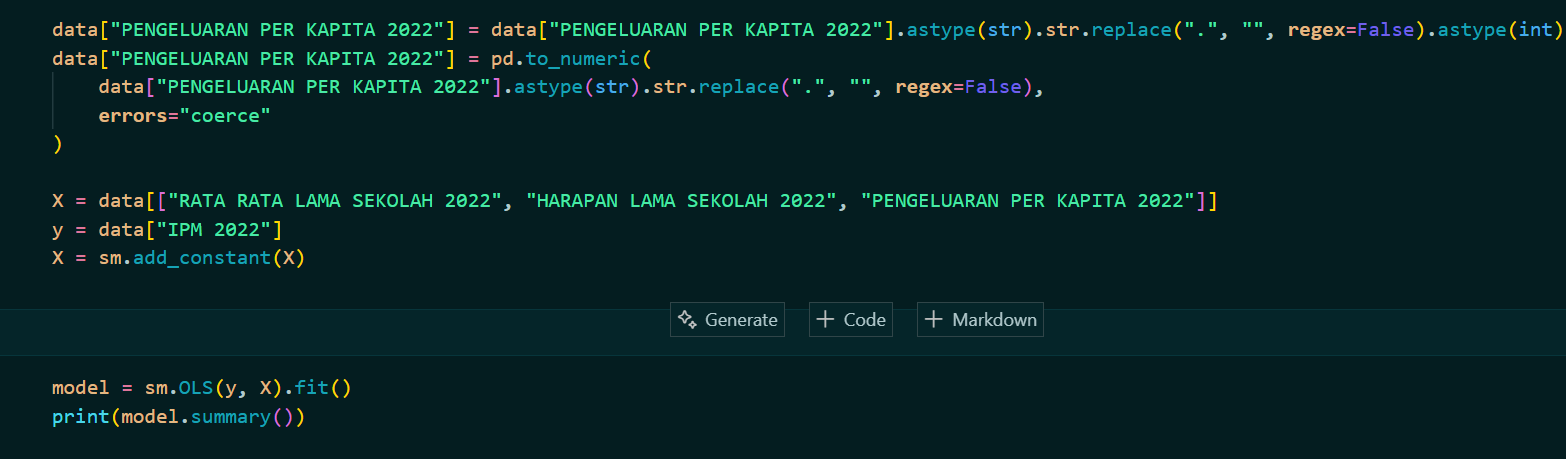 data["PENGELUARAN PER KAPITA 2022"] = data["PENGELUARAN PER KAPITA 2022"].astype(str).str.replace(".", "", regex=False).astype(int)
data["PENGELUARAN PER KAPITA 2022"] = pd.to_numeric(
    data["PENGELUARAN PER KAPITA 2022"].astype(str).str.replace(".", "", regex=False),
    errors="coerce"
)
X = data[["RATA RATA LAMA SEKOLAH 2022", "HARAPAN LAMA SEKOLAH 2022", "PENGELUARAN PER KAPITA 2022"]]
y = data["IPM 2022"]
X = sm.add_constant(X)
Generate + Code + Markdown
model = sm.OLS(y, X).fit()
print(model.summary())